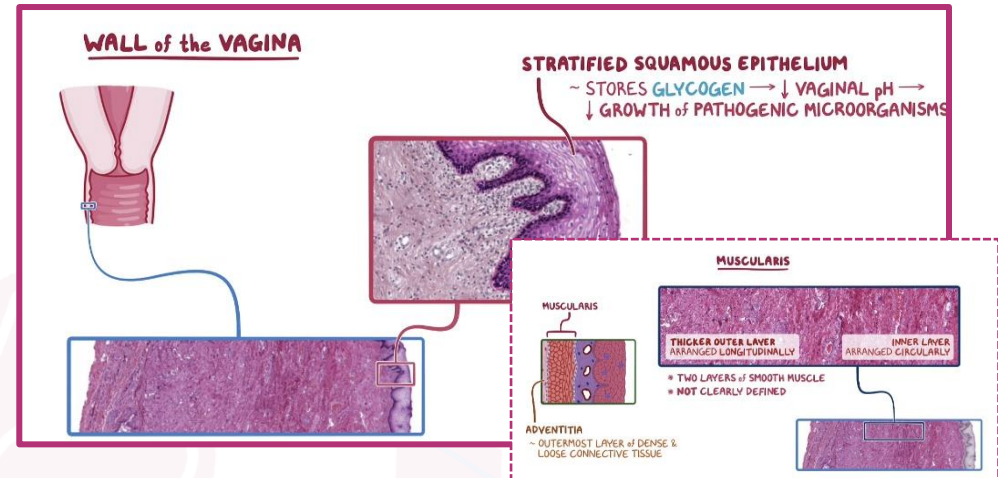 WALL of the VAGINA
STRATIFIED SQUAMOUS EPITHELIUM
~ STORES GLYCOGEN → ↓ VAGINAL pH →
↓ GROWTH of PATHOGENIC MICROORGANISMS
MUSCULARIS
MUSCULARIS
THICKER OUTER LAYER
ARRANGED LONGITUDINALLY
INNER LAYER
ARRANGED CIRCULARLY
* TWO LAYERS of SMOOTH MUSCLE
* NOT CLEARLY DEFINED
ADVENTITIA
~ OUTERMOST LAYER of DENSE &
LOOSE CONNECTIVE TISSUE